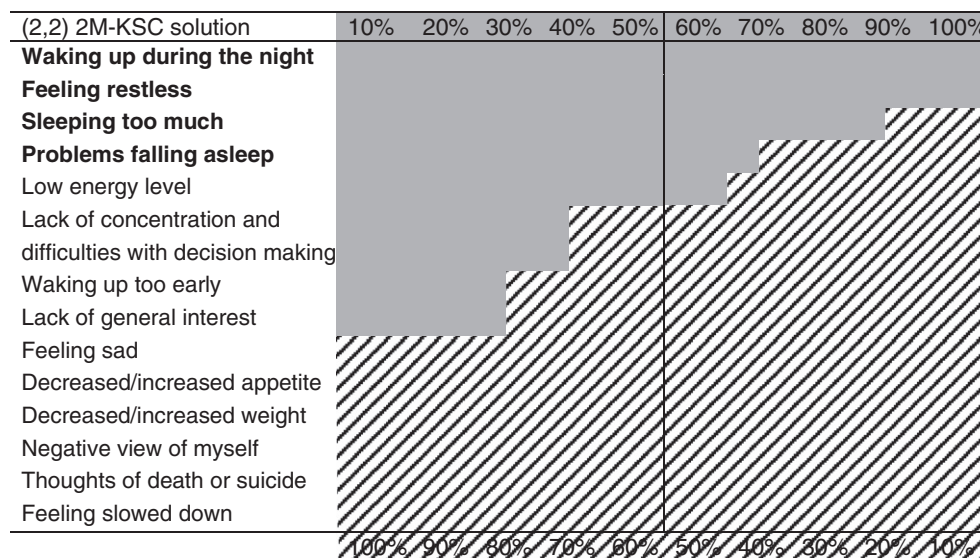 (2,2) 2M-KSC solution 10% 20% 30% 40% 50% 60% 70% 80% 90% 100%
Waking up during the night
Feeling restless
Sleeping too much
Problems falling asleep
Low energy level
Lack of concentration and
difficulties with decision making
Waking up too early
Lack of general interest
Feeling sad
Decreased/increased appetite
Decreased/increased weight
Negative view of myself
Thoughts of death or suicide
Feeling slowed down
100% 90% 80% 70% 60% 50% 40% 30% 20% 10%